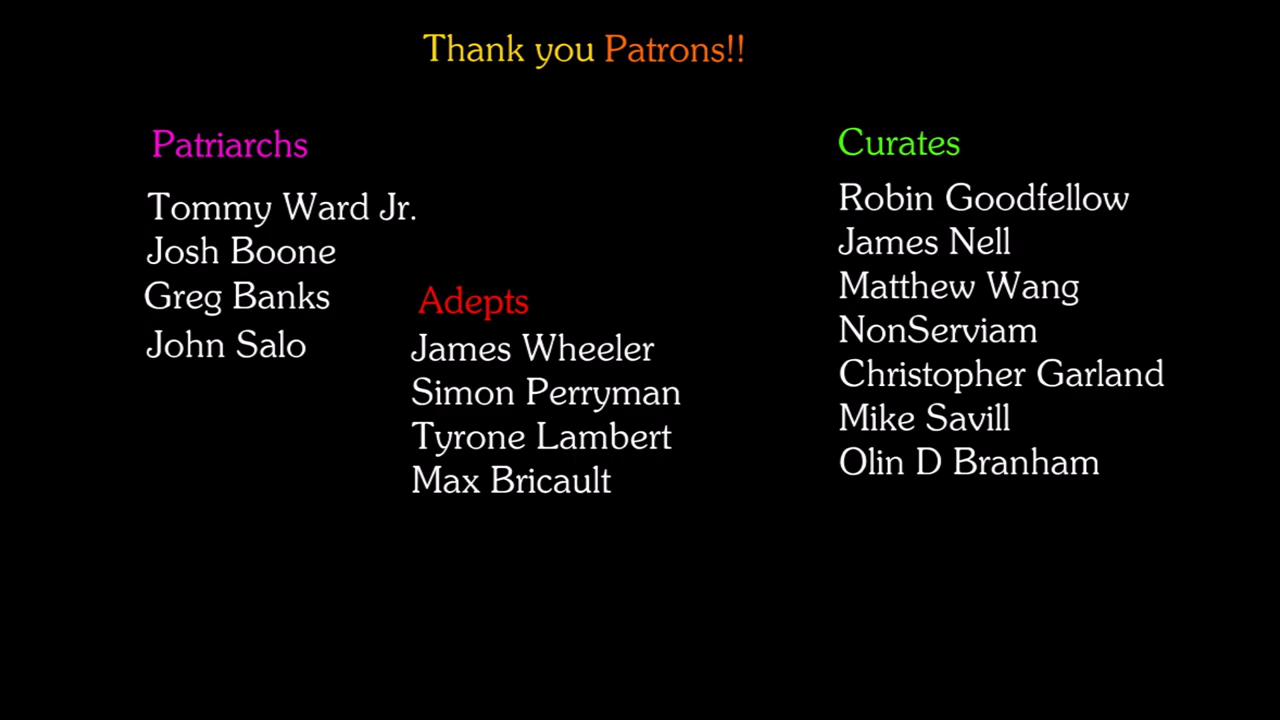 Thank you Patrons!!
Patriarchs
Tommy Ward Jr.
Josh Boone
Greg Banks
John Salo
Adepts
James Wheeler
Simon Perryman
Tyrone Lambert
Max Bricault
Curates
Robin Goodfellow
James Nell
Matthew Wang
NonServiam
Christopher Garland
Mike Savill
Olin D Branham